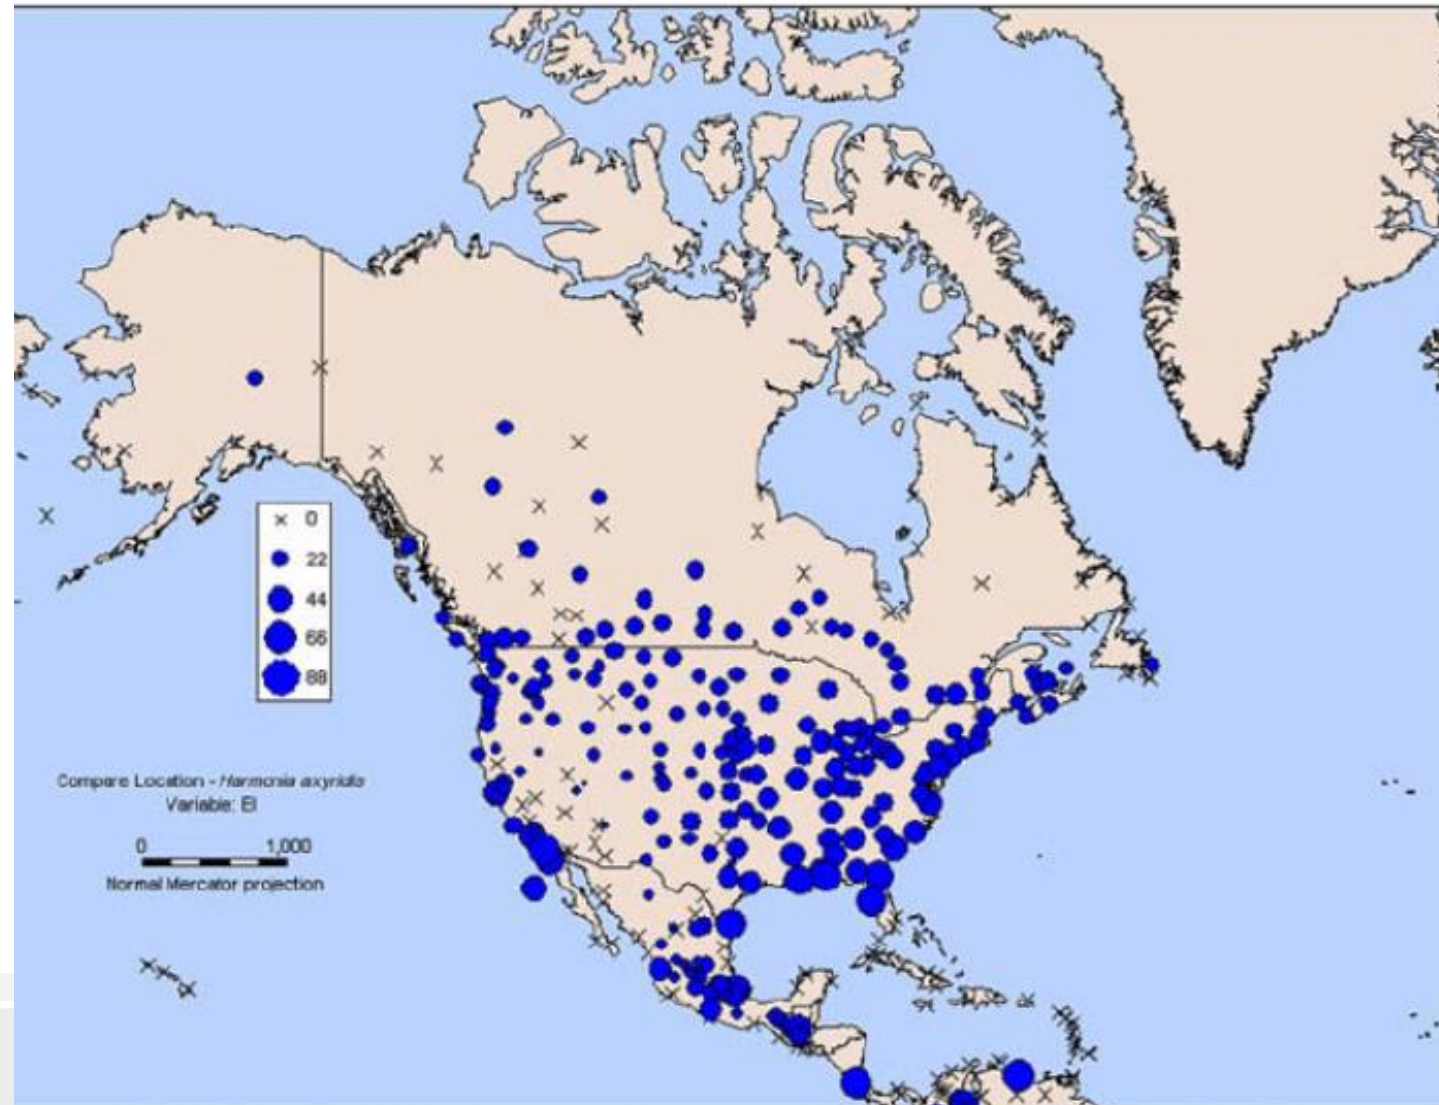 0
22
44
66
88
Compare Location - Harmonia axyridis
Variable: EI
0 1,000
Normal Mercator projection